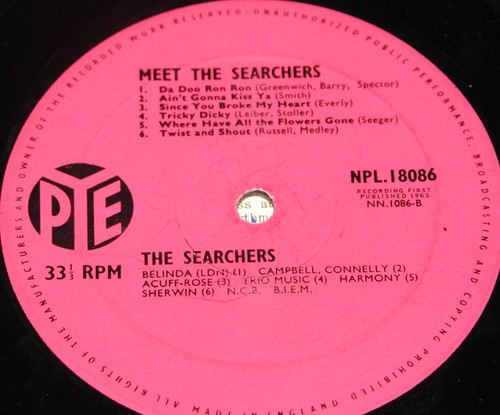 MANUFACTURERS AND OWNER OF THE RECORDED WORK RESERVED-UNAUTHORIZED PUBLIC PERFORMANCE, BROADCASTING AND COPYING PROHIBITED
ALL RIGHTS OF THE
MADE IN ENGLAND
MEET THE SEARCHERS
1. Da Doo Ron Ron (Greenwich, Barry, Spector)
2. Ain't Gonna Kiss Ya (Smith)
3. Since You Broke My Heart (Everly)
4. Tricky Dicky (Leiber, Stoller)
5. Where Have All the Flowers Gone (Seeger)
6. Twist and Shout (Russell, Medley)
PYE
NPL.18086
RECORDING FIRST
PUBLISHED 1963
NN.1086-B
33⅓ RPM
THE SEARCHERS
BELINDA (LDN) (1) CAMPBELL, CONNELLY (2)
ACUFF-ROSE (3) TRIO MUSIC (4) HARMONY (5)
SHERWIN (6) N.C.B. B.I.E.M.